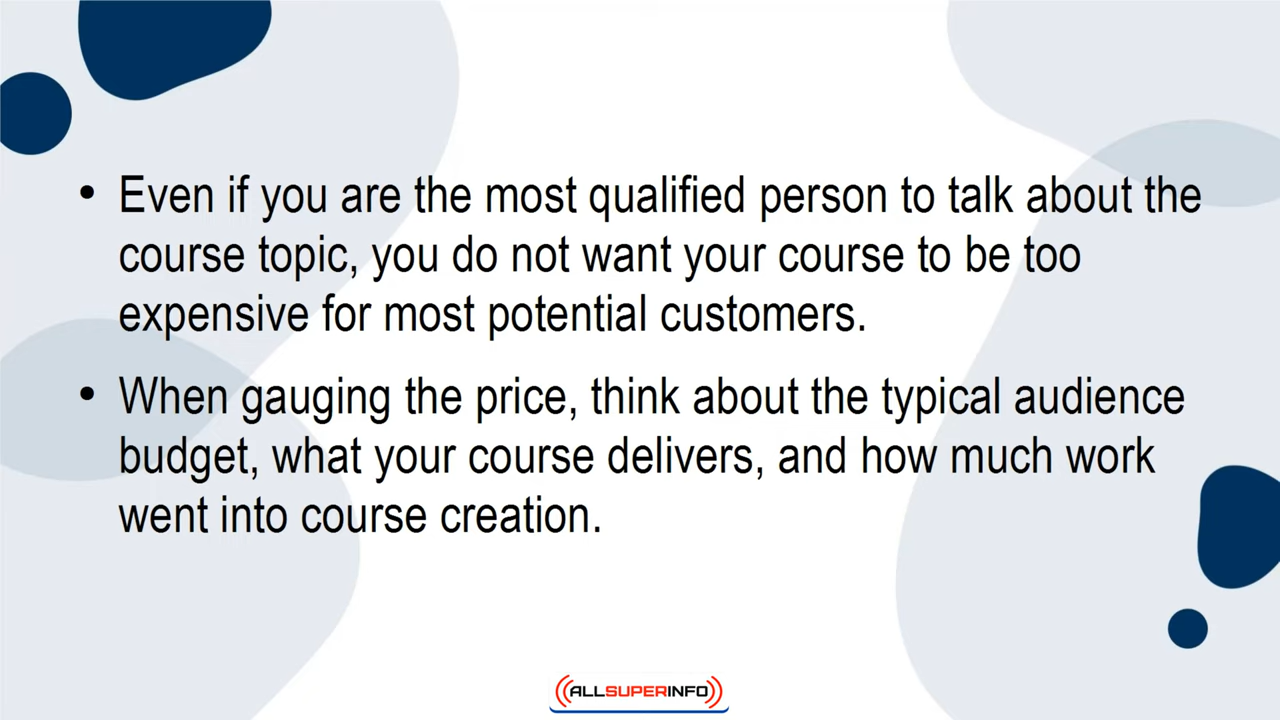 • Even if you are the most qualified person to talk about the
course topic, you do not want your course to be too
expensive for most potential customers.
• When gauging the price, think about the typical audience
budget, what your course delivers, and how much work
went into course creation.
ALLSUPERINFO